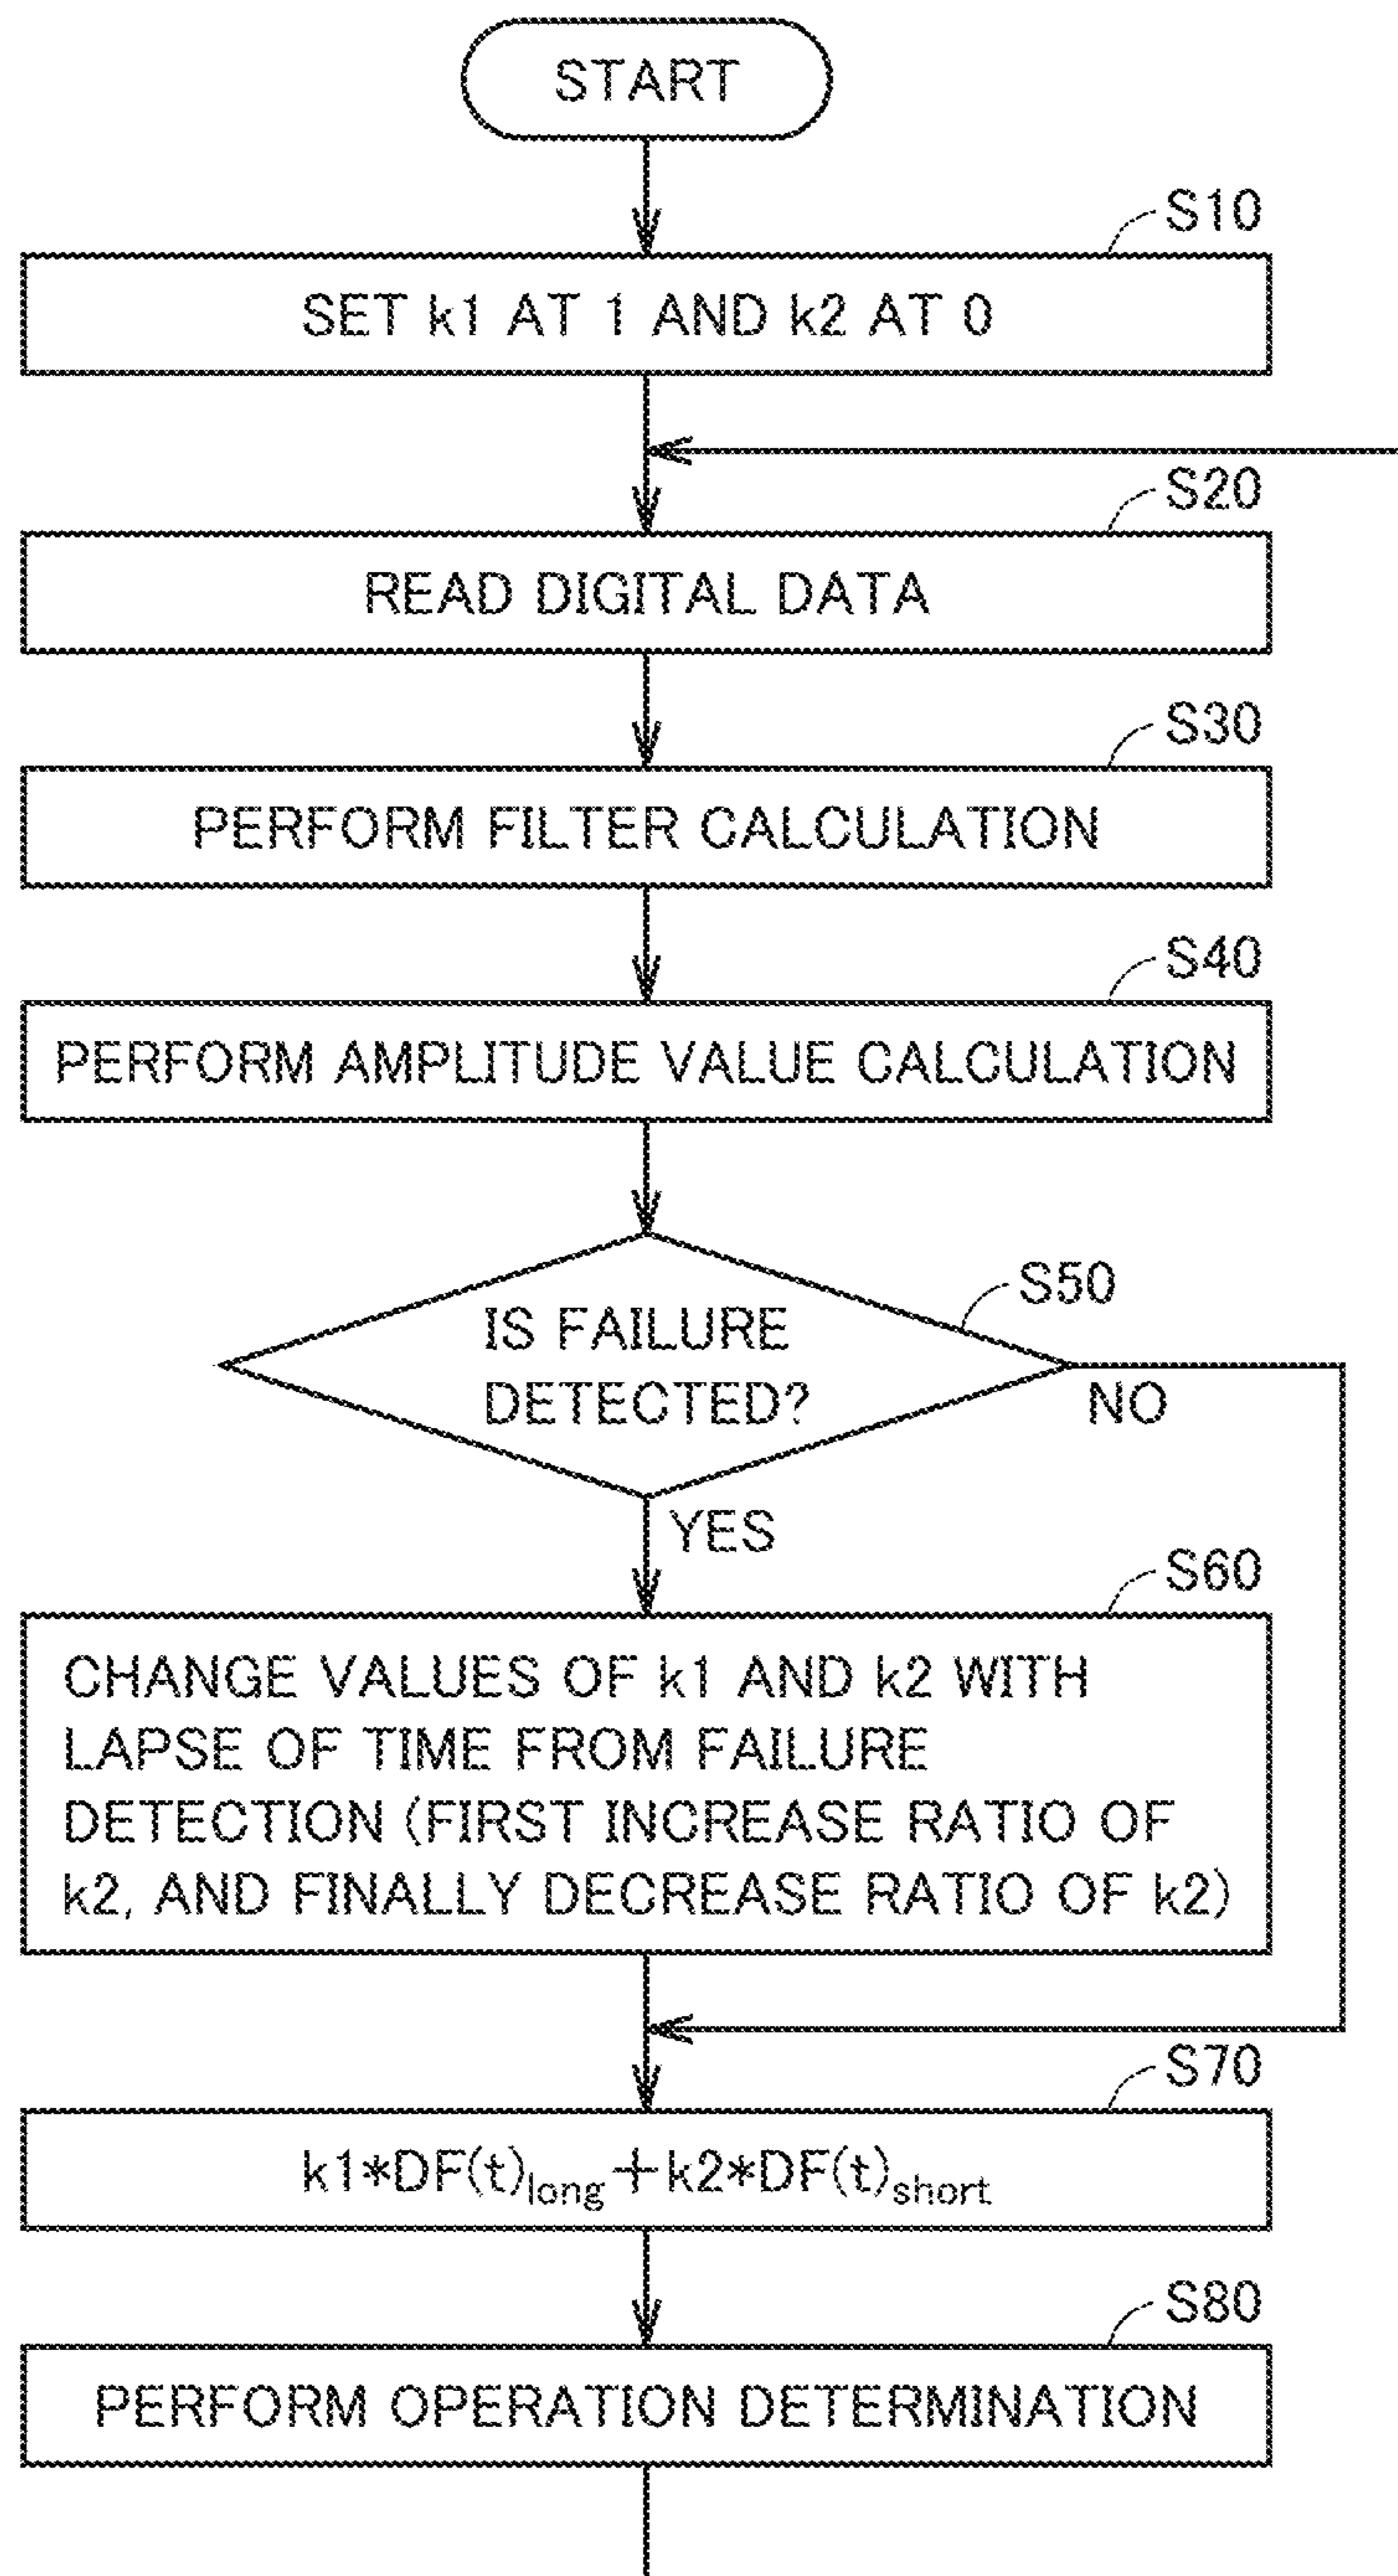 START
S10
SET k1 AT 1 AND k2 AT 0
S20
READ DIGITAL DATA
S30
PERFORM FILTER CALCULATION
S40
PERFORM AMPLITUDE VALUE CALCULATION
S50
IS FAILURE
DETECTED?
NO
YES
S60
CHANGE VALUES OF k1 AND k2 WITH
LAPSE OF TIME FROM FAILURE
DETECTION (FIRST INCREASE RATIO OF
k2, AND FINALLY DECREASE RATIO OF k2)
S70
k1*DF(t)long+k2*DF(t)short
S80
PERFORM OPERATION DETERMINATION